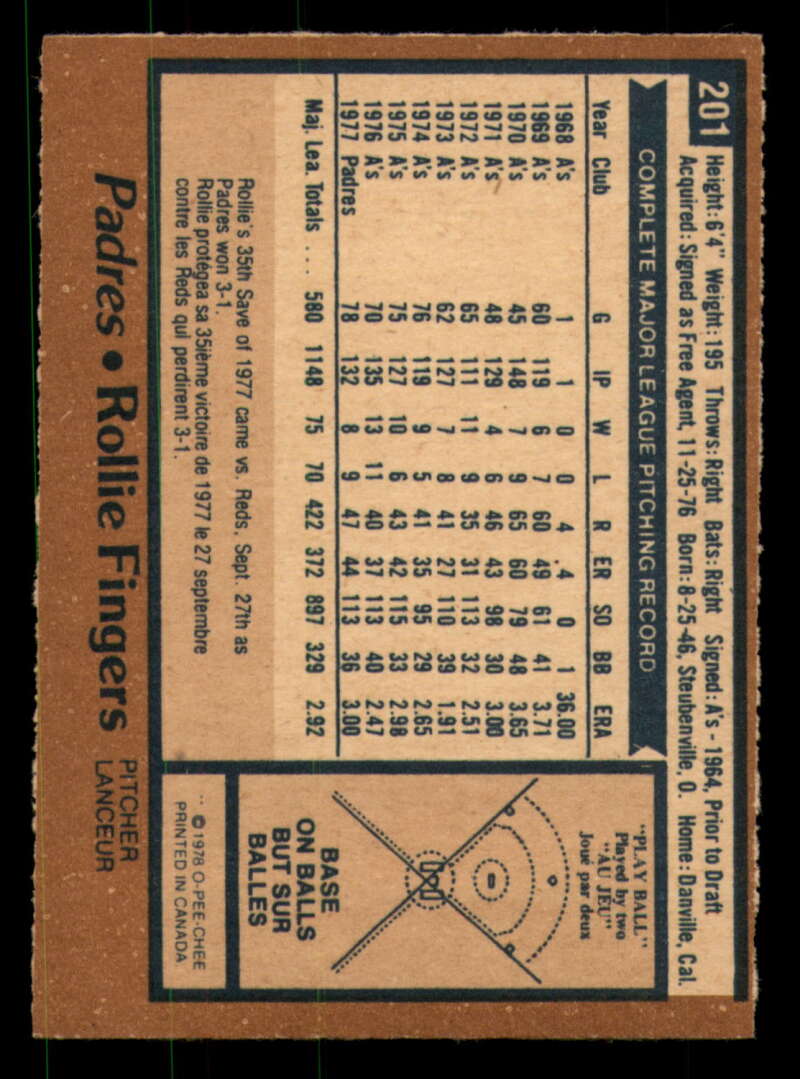 201
Height: 6'4" Weight: 195 Throws: Right Bats: Right Signed: A's - 1964, Prior to Draft
Acquired: Signed as Free Agent, 11-25-76 Born: 8-25-46, Steubenville, O. Home: Danville, Cal.
COMPLETE MAJOR LEAGUE PITCHING RECORD
Year Club G IP W L R ER SO BB ERA
1968 A's 1 1 0 0 4 4 0 1 36.00
1969 A's 60 119 6 7 60 49 61 41 3.71
1970 A's 45 148 7 9 65 60 79 48 3.65
1971 A's 48 129 4 6 46 43 98 30 3.00
1972 A's 65 111 11 9 35 31 113 32 2.51
1973 A's 62 127 7 8 41 27 110 39 1.91
1974 A's 76 119 9 5 41 35 95 29 2.65
1975 A's 75 127 10 6 43 42 115 33 2.98
1976 A's 70 135 13 11 40 37 113 40 2.47
1977 Padres 78 132 8 9 47 44 113 36 3.00
Maj. Lea. Totals . . . 580 1148 75 70 422 372 897 329 2.92
Rollie's 35th Save of 1977 came vs. Reds, Sept. 27th as
Padres won 3-1.
Rollie protégea sa 35ième victoire de 1977 le 27 septembre
contre les Reds qui perdirent 3-1.
"PLAY BALL"
Played by two
"AU JEU"
Joué par deux
BASE
ON BALLS
BUT SUR
BALLES
©1978 O-PEE-CHEE
PRINTED IN CANADA
Padres • Rollie Fingers
PITCHER
LANCEUR